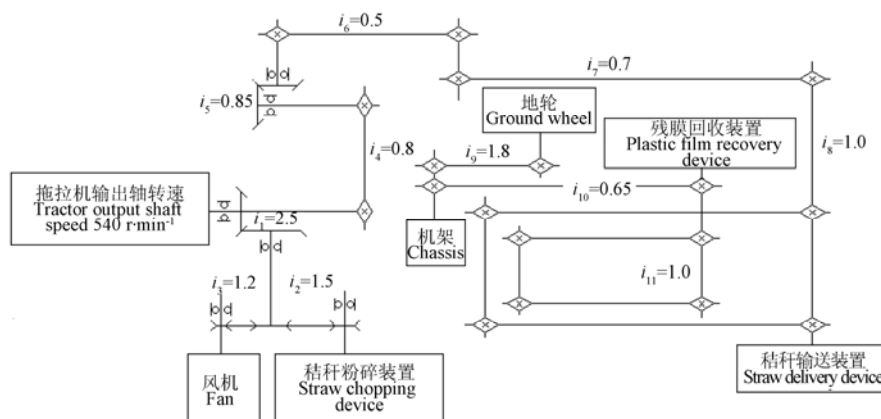 i6=0.5
i7=0.7
i5=0.85
地轮
Ground wheel
残膜回收装置
Plastic film recovery
device
i4=0.8
i9=1.8
i8=1.0
拖拉机输出轴转速
Tractor output shaft
speed 540 r·min⁻¹
i10=0.65
i1=2.5
机架
Chassis
i11=1.0
i3=1.2
i2=1.5
风机
Fan
秸秆粉碎装置
Straw chopping
device
秸秆输送装置
Straw delivery device